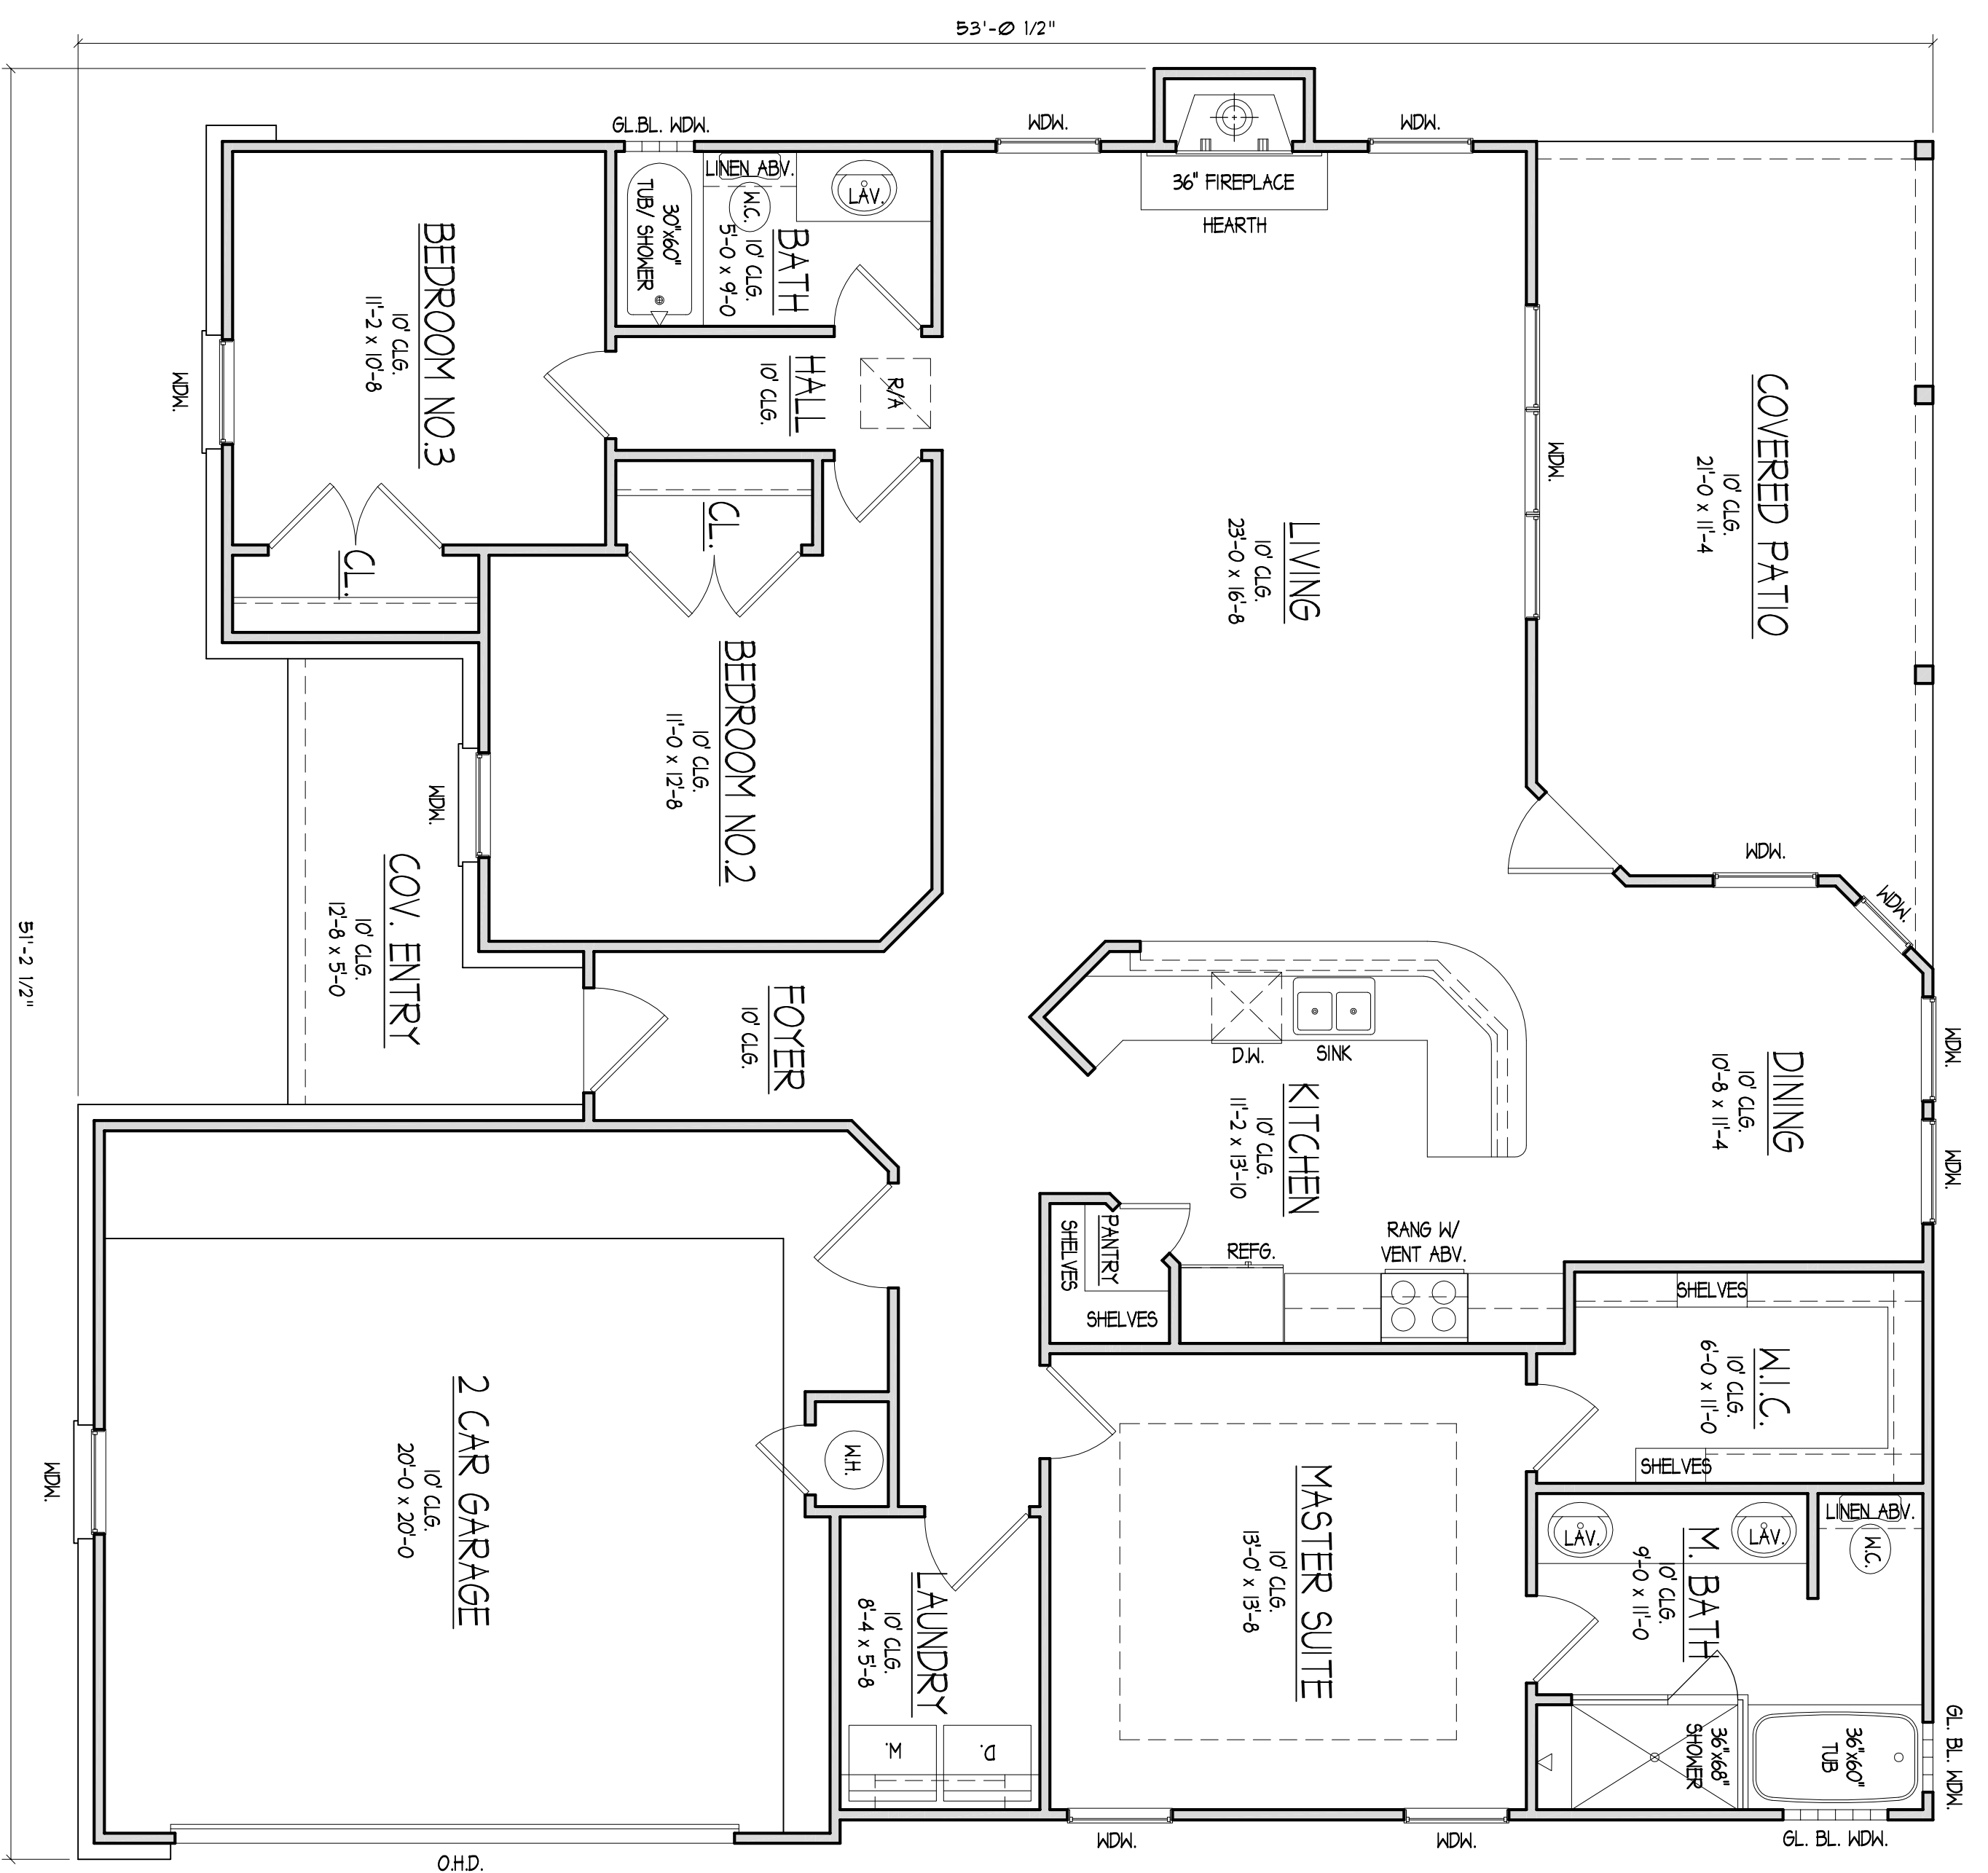 53'-0 1/2"
GL.BL. WDW.
WDW.
WDW.
LINEN ABV.
W.C.
LAV.
30"x60"
TUB/ SHOWER
BATH
10' CLG.
5'-0 x 9'-0
36" FIREPLACE
HEARTH
BEDROOM NO.3
10' CLG.
11'-2 x 10'-8
WDW.
HALL
10' CLG.
R/A
CL.
CL.
LIVING
10' CLG.
23'-0 x 16'-8
WDW.
COVERED PATIO
10' CLG.
21'-0 x 11'-4
BEDROOM NO.2
10' CLG.
11'-0 x 12'-8
WDW.
COV. ENTRY
10' CLG.
12'-8 x 5'-0
51'-2 1/2"
FOYER
10' CLG.
WDW.
WDW.
D.W.
SINK
KITCHEN
10' CLG.
11'-2 x 13'-10
DINING
10' CLG.
10'-8 x 11'-4
WDW.
WDW.
PANTRY
SHELVES
SHELVES
REFG.
RANG W/
VENT ABV.
SHELVES
W.I.C.
10' CLG.
6'-0 x 11'-0
SHELVES
2 CAR GARAGE
10' CLG.
20'-0 x 20'-0
WDW.
W.H.
MASTER SUITE
10' CLG.
13'-0' x 13'-8
LAV.
LAV.
LINEN ABV.
W.C.
M. BATH
10' CLG.
9'-0 x 11'-0
LAUNDRY
10' CLG.
8'-4 x 5'-8
W.
D.
36"x68"
SHOWER
36"x60"
TUB
GL. BL. WDW.
WDW.
WDW.
GL. BL. WDW.
O.H.D.